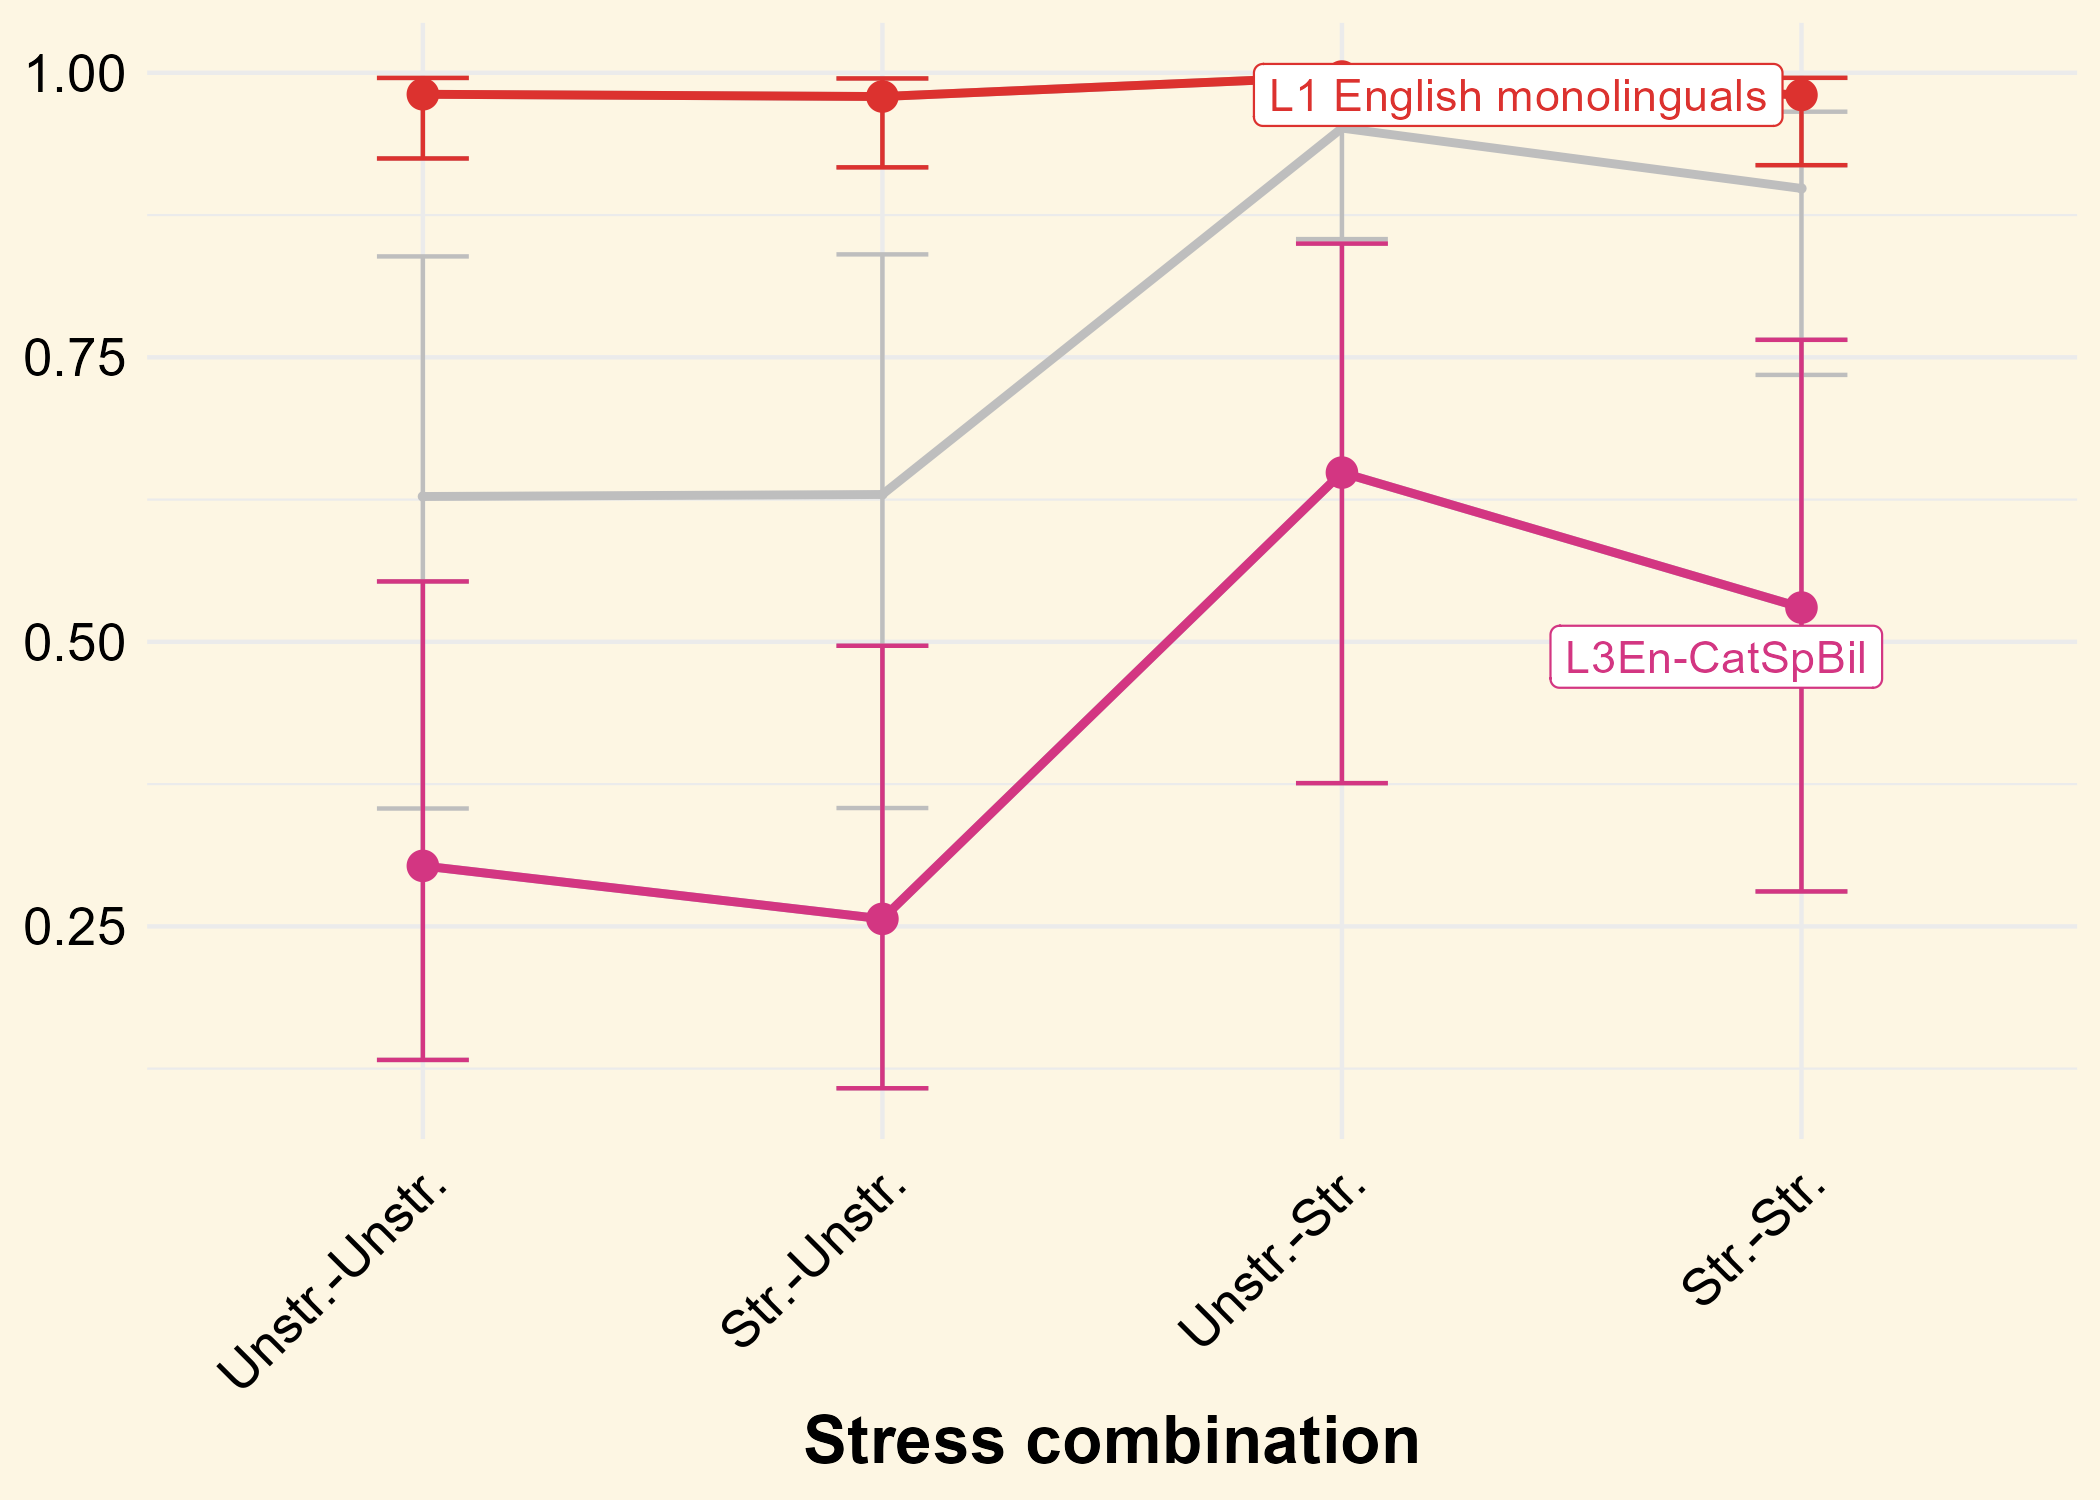 1.00
L1 English monolinguals
0.75
0.50
L3En-CatSpBil
0.25
Unstr.-Unstr.
Str.-Unstr.
Unstr.-Str.
Str.-Str.
Stress combination